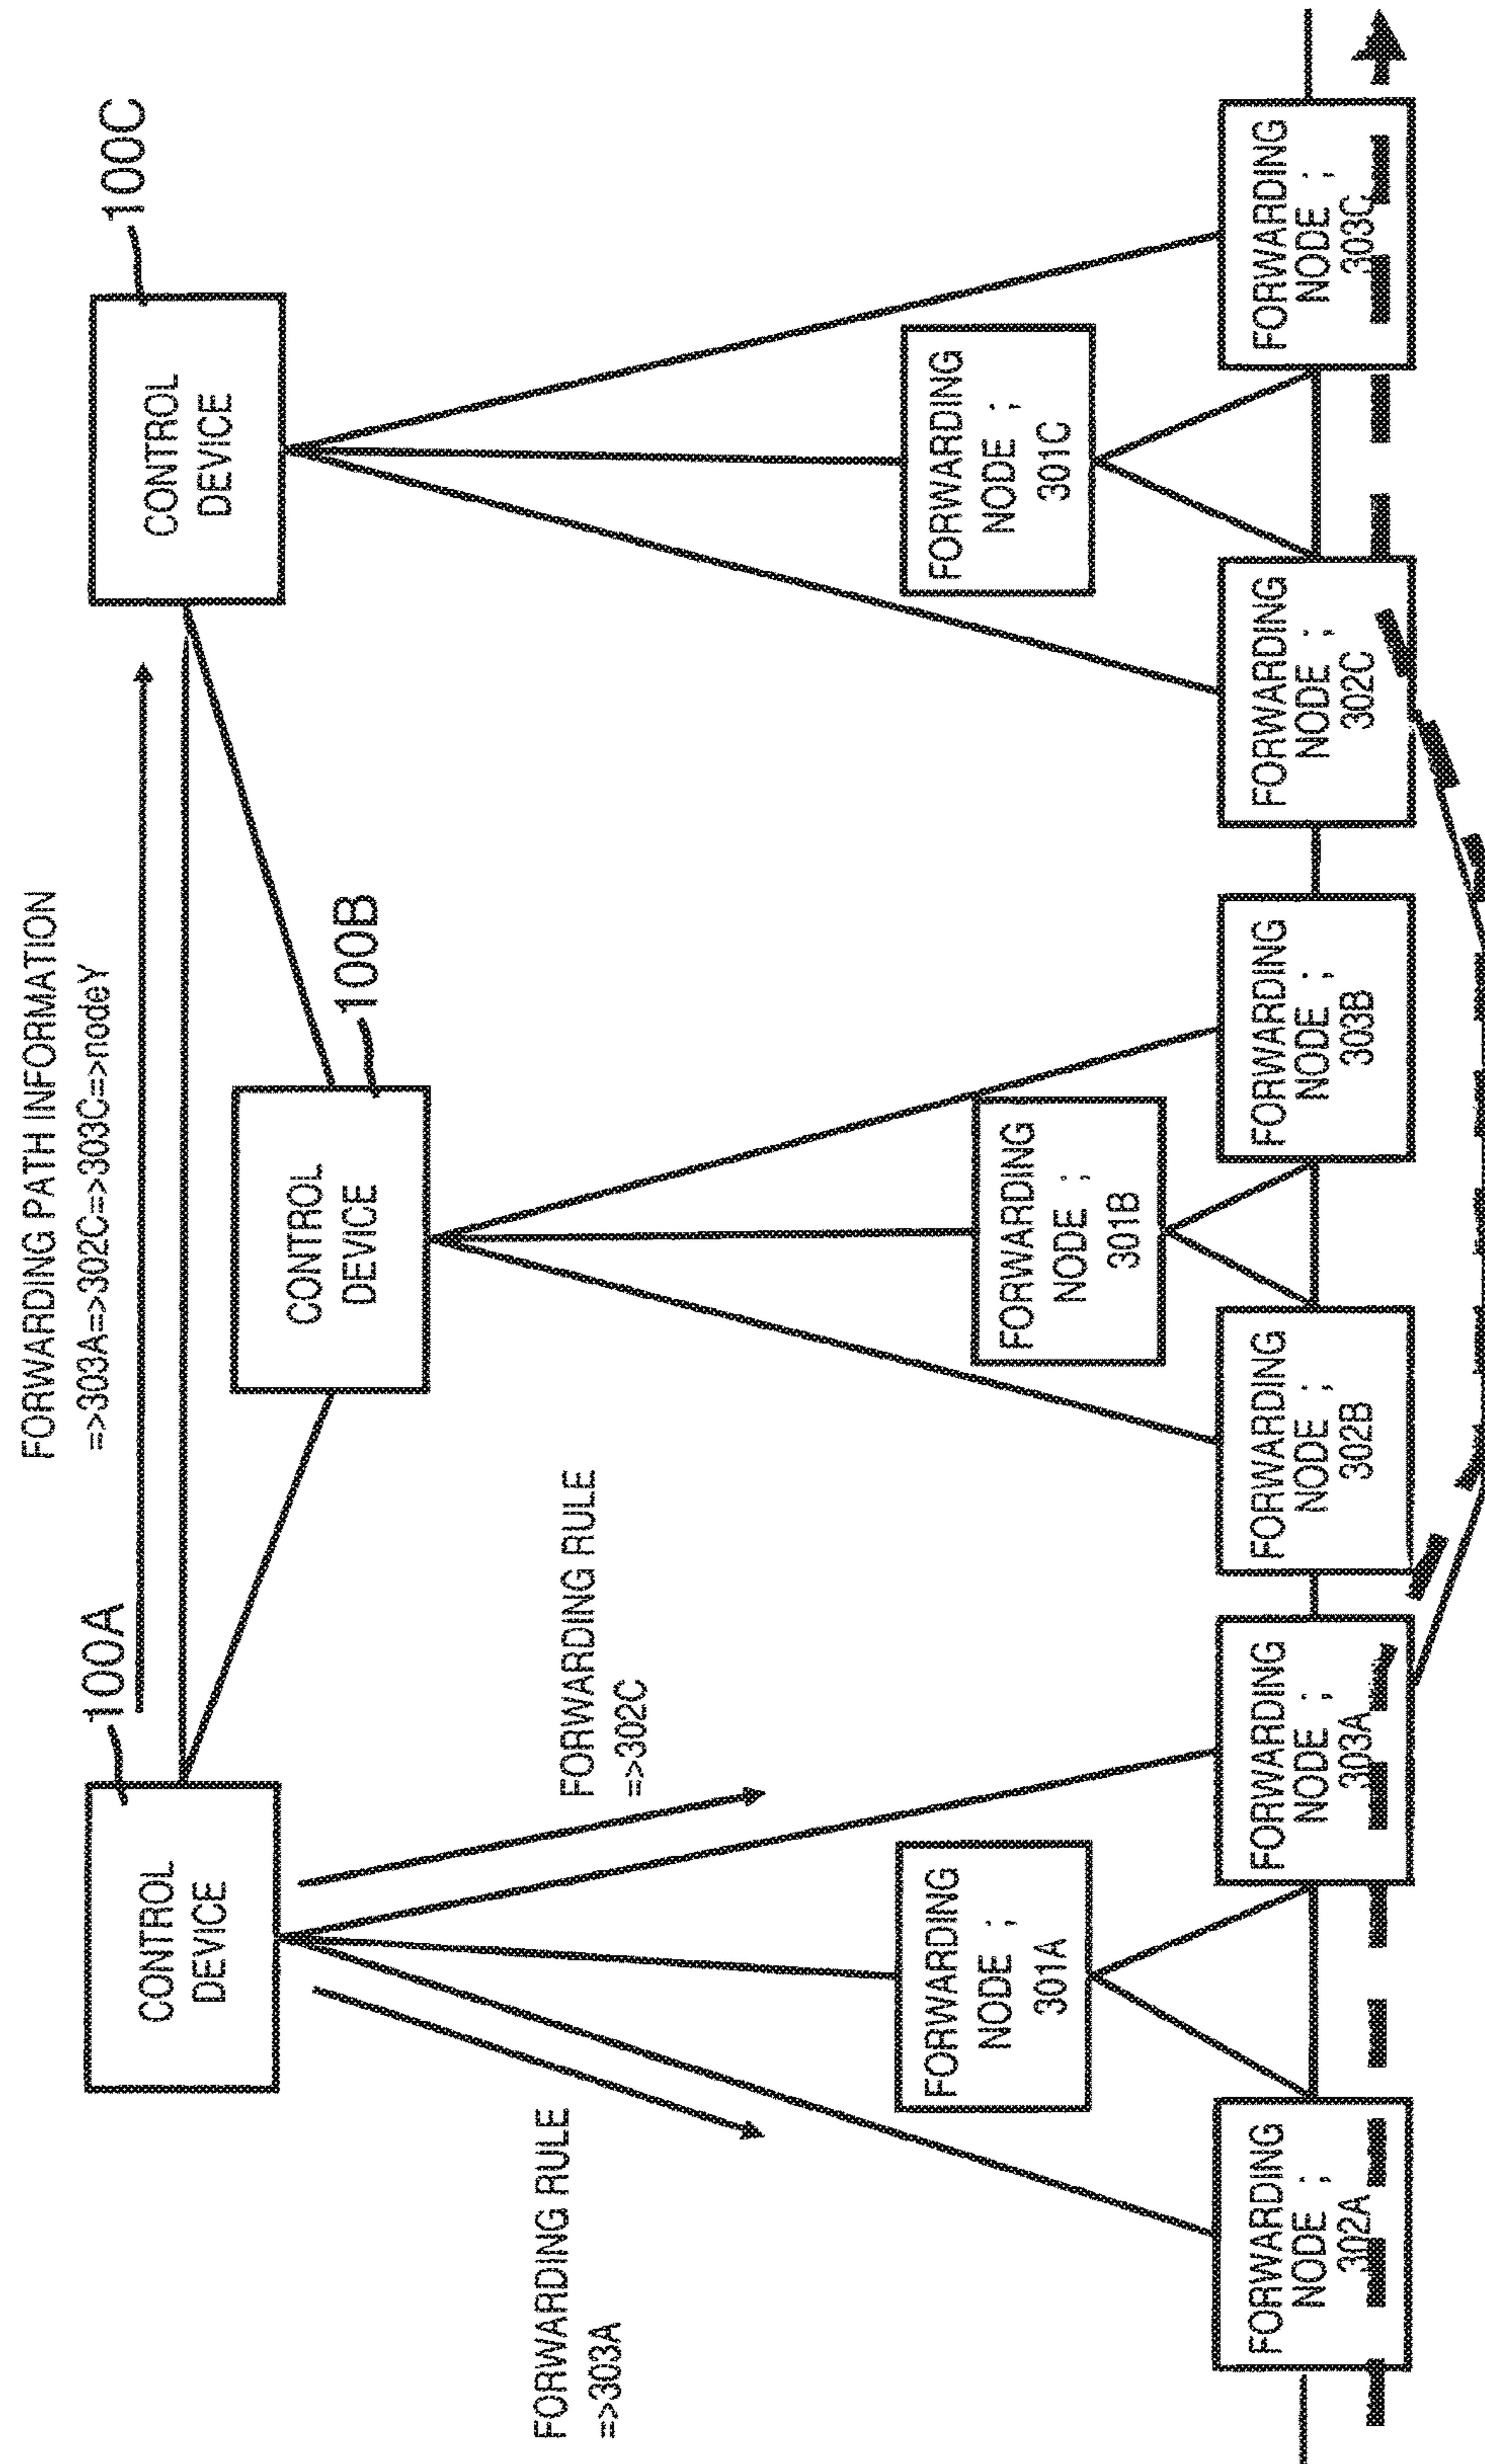 FORWARDING PATH INFORMATION
=>303A=>302C=>303C=>nodeY
100A
100B
100C
CONTROL
DEVICE
CONTROL
DEVICE
CONTROL
DEVICE
FORWARDING RULE
=>303A
FORWARDING RULE
=>302C
FORWARDING
NODE ;
301A
FORWARDING
NODE ;
301B
FORWARDING
NODE ;
301C
FORWARDING
NODE ;
302A
FORWARDING
NODE ;
303A
FORWARDING
NODE ;
302B
FORWARDING
NODE ;
303B
FORWARDING
NODE ;
302C
FORWARDING
NODE ;
303C